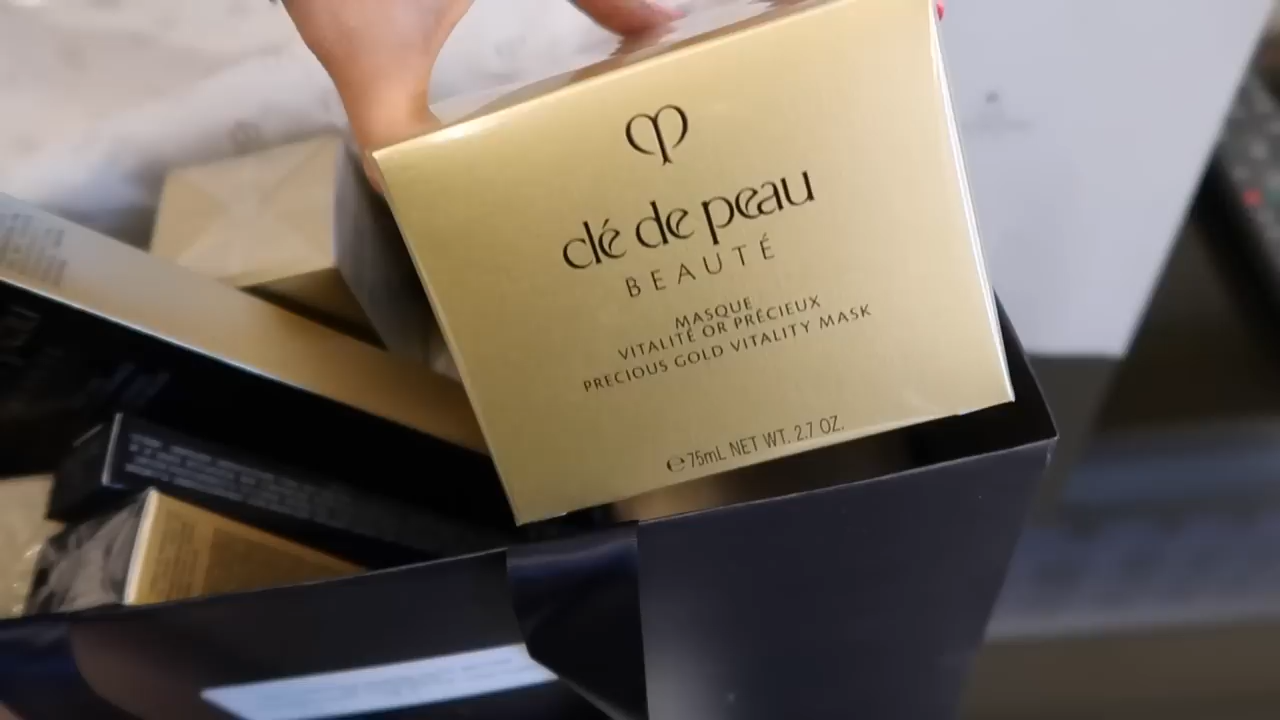 clé de peau
BEAUTÉ
MASQUE
VITALITÉ OR PRÉCIEUX
PRECIOUS GOLD VITALITY MASK
℮75mL NET WT. 2.7 OZ.